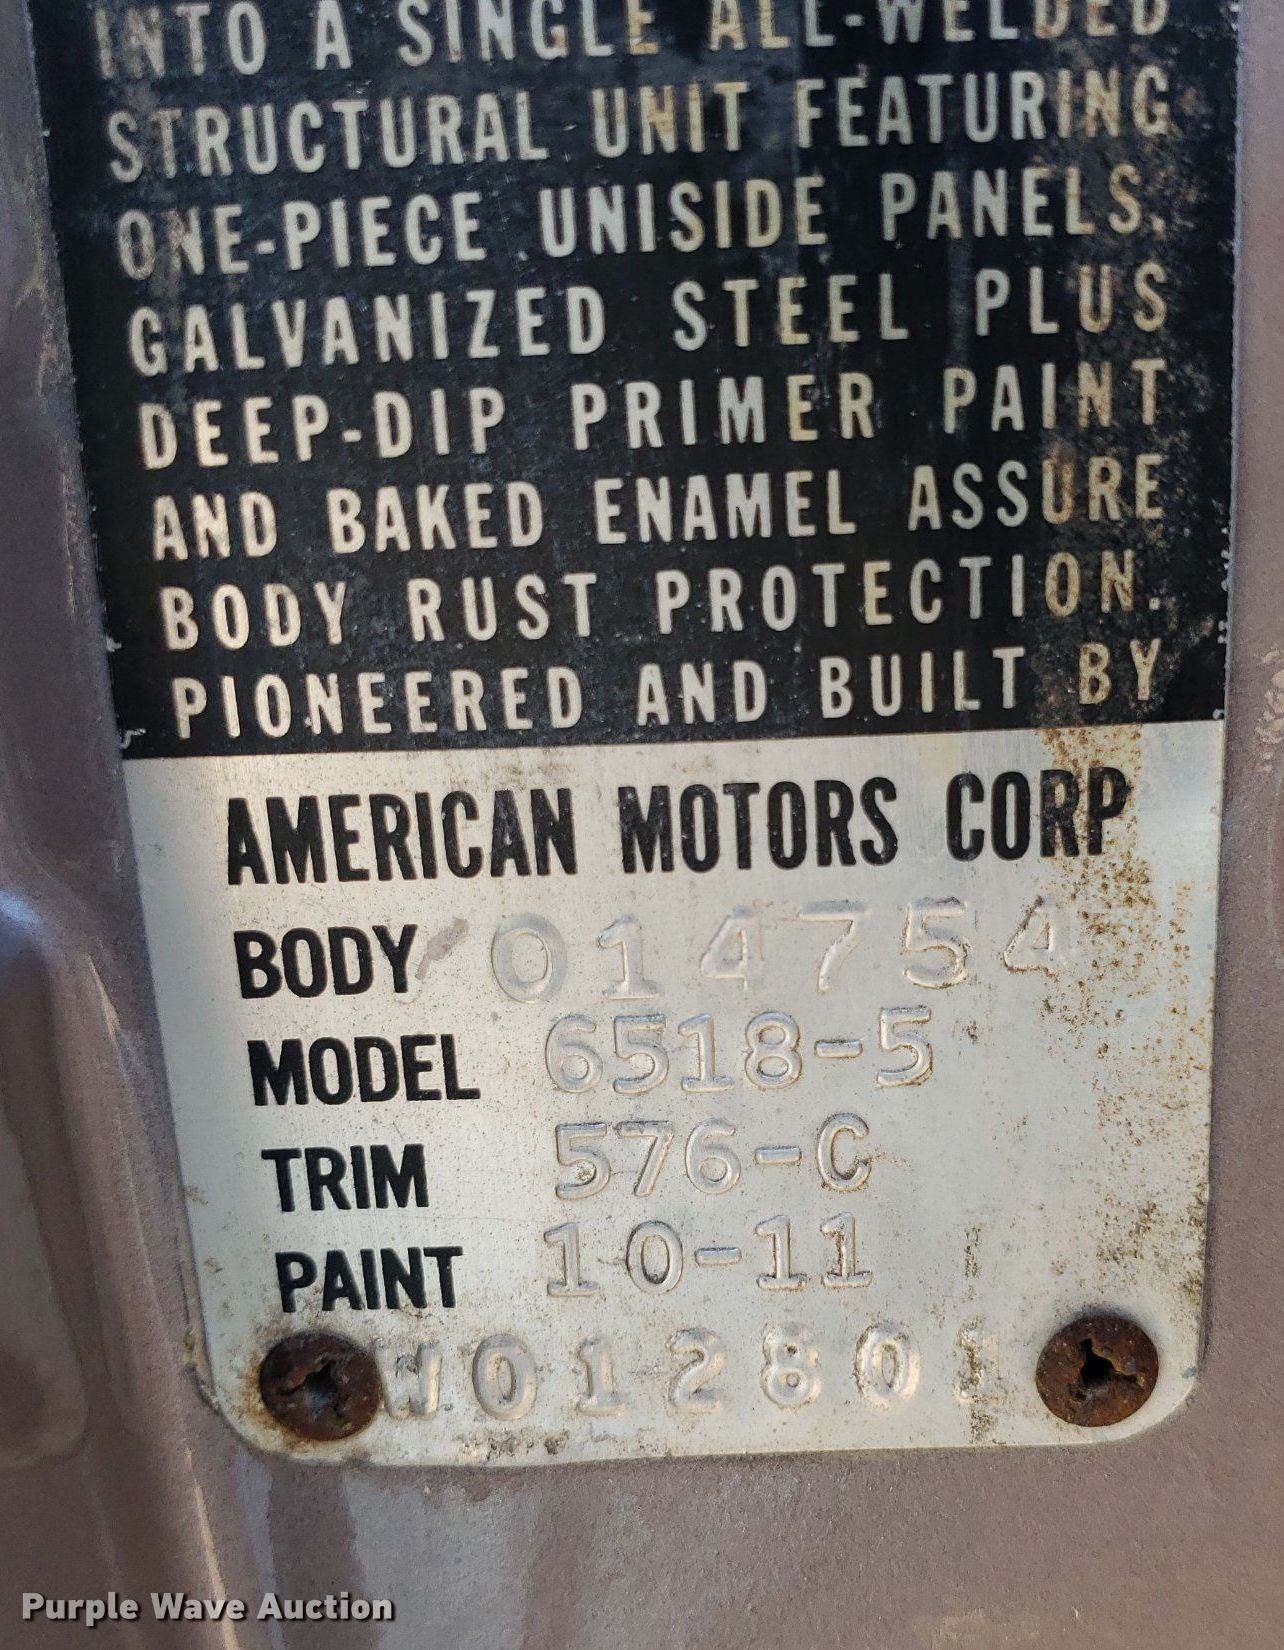 INTO A SINGLE ALL-WELDED
STRUCTURAL UNIT FEATURING
ONE-PIECE UNISIDE PANELS.
GALVANIZED STEEL PLUS
DEEP-DIP PRIMER PAINT
AND BAKED ENAMEL ASSURE
BODY RUST PROTECTION.
PIONEERED AND BUILT BY
AMERICAN MOTORS CORP
BODY 014754
MODEL 6518-5
TRIM 576-C
PAINT 10-11
W012801
Purple Wave Auction